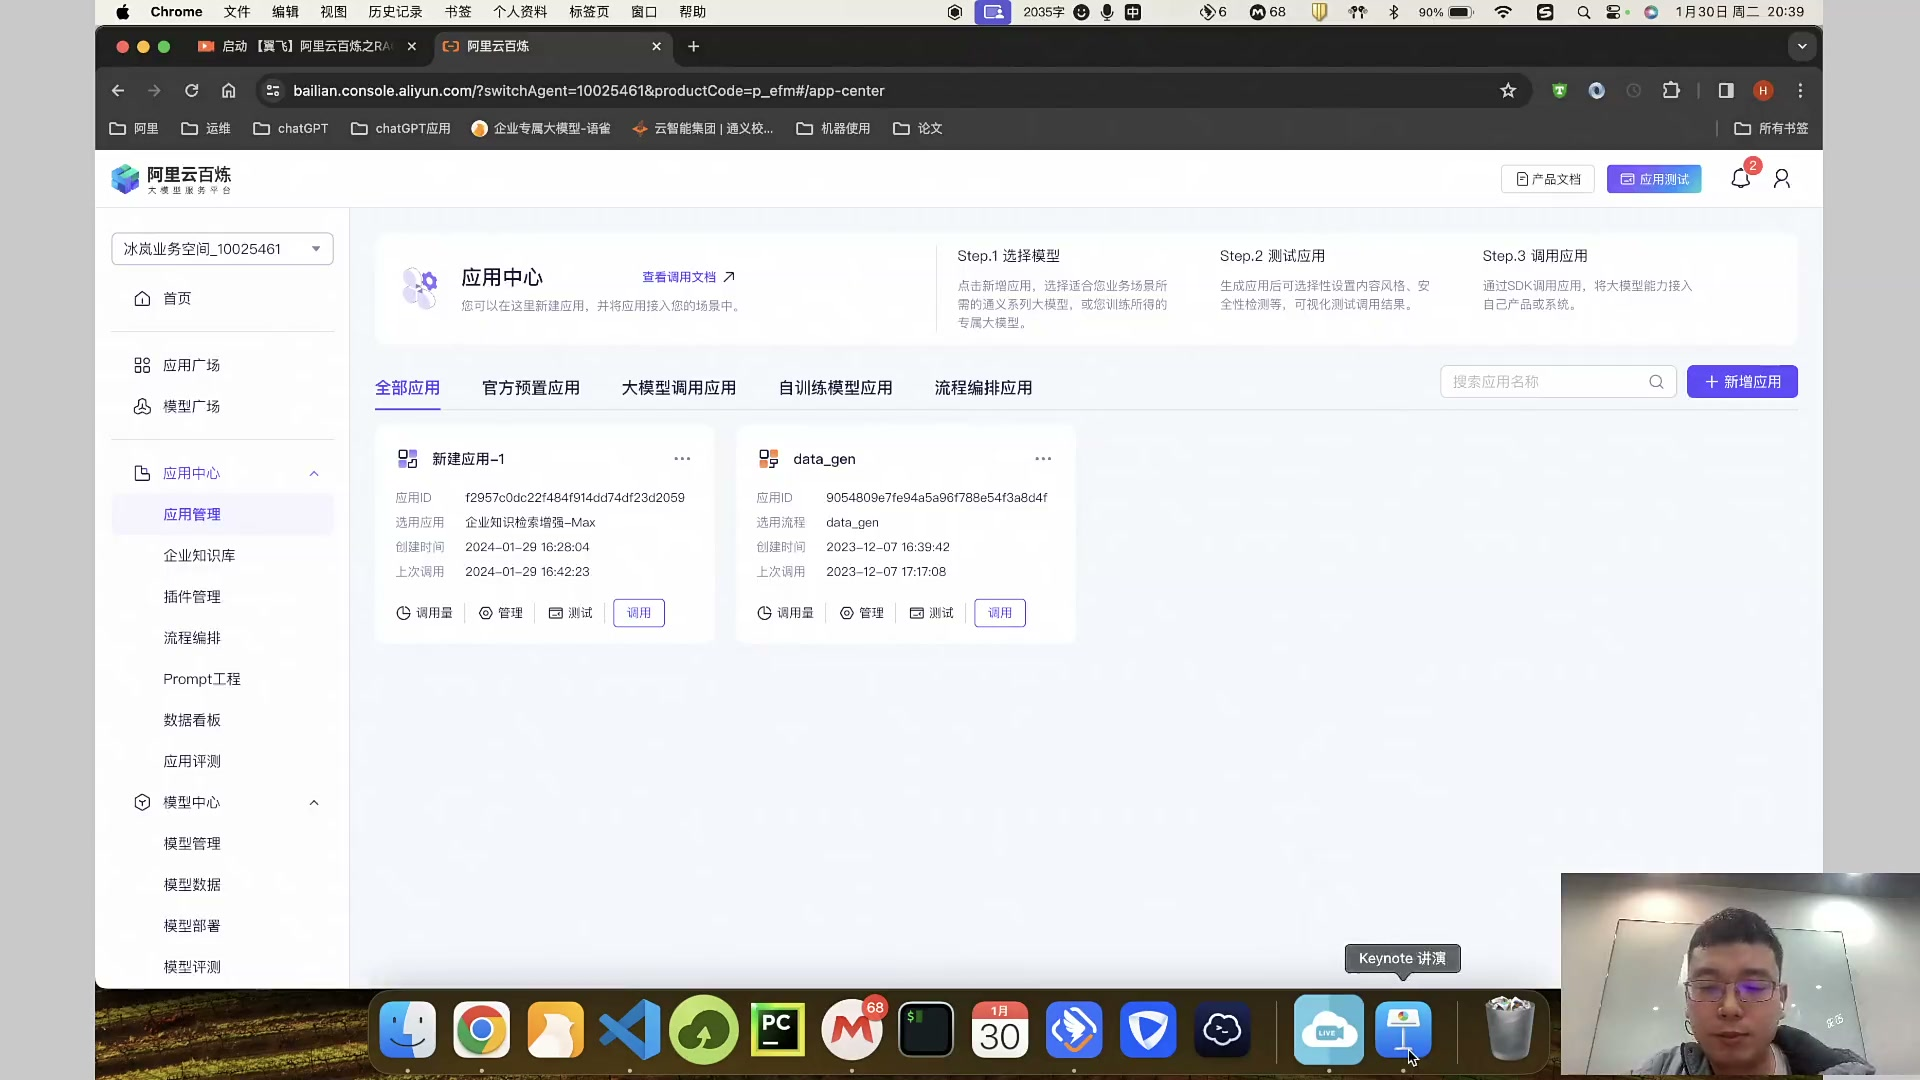 Chrome 文件 编辑 视图 历史记录 书签 个人资料 标签页 窗口 帮助 2035字 中 6 68 90% 1月30日 周二 20:39
启动 【翼飞】阿里云百炼之RA 阿里云百炼
bailian.console.aliyun.com/?switchAgent=10025461&productCode=p_efm#/app-center H
阿里 运维 chatGPT chatGPT应用 企业专属大模型-语雀 云智能集团 | 通义校... 机器使用 论文 所有书签
阿里云百炼
大模型服务平台
产品文档 应用测试 2
冰岚业务空间_10025461
首页
应用广场
模型广场
应用中心
应用管理
企业知识库
插件管理
流程编排
Prompt工程
数据看板
应用评测
模型中心
模型管理
模型数据
模型部署
模型评测
应用中心 查看调用文档
您可以在这里新建应用，并将应用接入您的场景中。
Step.1 选择模型
点击新增应用，选择适合您业务场景所
需的通义系列大模型，或您训练所得的
专属大模型。
Step.2 测试应用
生成应用后可选择性设置内容风格、安
全性检测等，可视化测试调用结果。
Step.3 调用应用
通过SDK调用应用，将大模型能力接入
自己产品或系统。
全部应用 官方预置应用 大模型调用应用 自训练模型应用 流程编排应用 搜索应用名称 + 新增应用
新建应用-1
应用ID f2957c0dc22f484f914dd74df23d2059
选用应用 企业知识检索增强-Max
创建时间 2024-01-29 16:28:04
上次调用 2024-01-29 16:42:23
调用量 管理 测试 调用
data_gen
应用ID 9054809e7fe94a5a96f788e54f3a8d4f
选用流程 data_gen
创建时间 2023-12-07 16:39:42
上次调用 2023-12-07 17:17:08
调用量 管理 测试 调用
Keynote 讲演
PC 68 $ 1月 30 LIVE